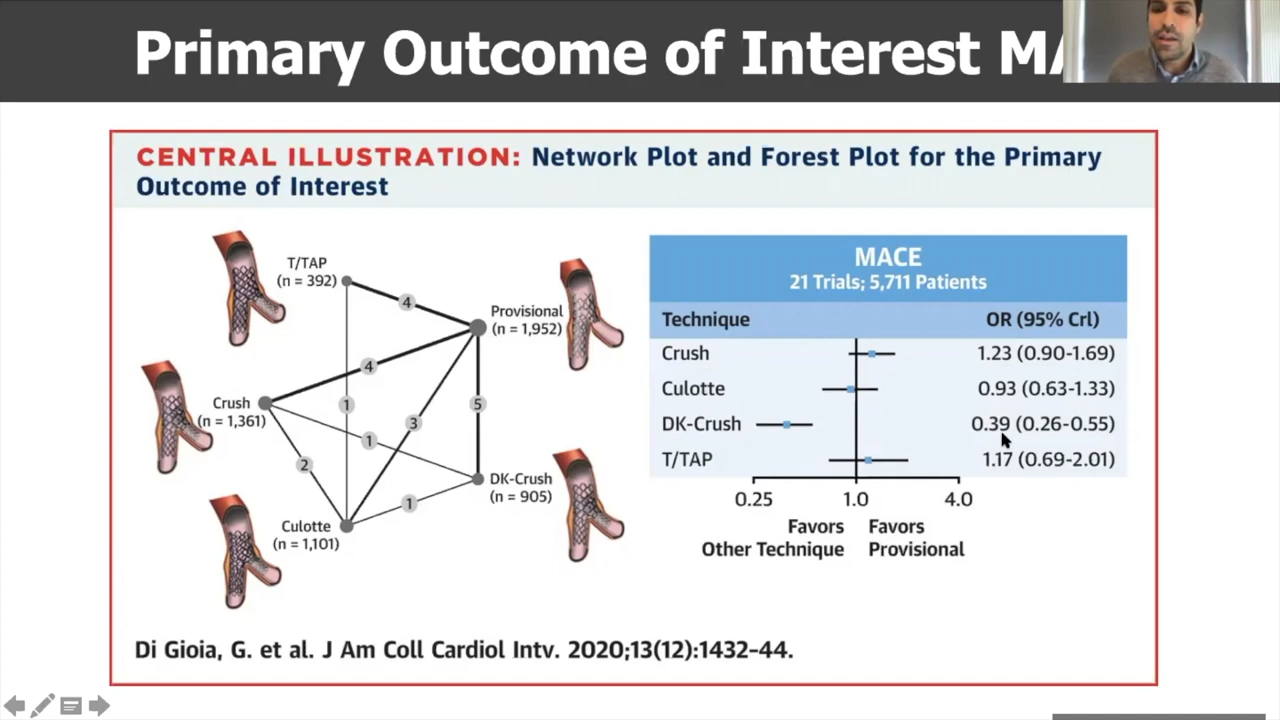 Primary Outcome of Interest
CENTRAL ILLUSTRATION: Network Plot and Forest Plot for the Primary
Outcome of Interest
T/TAP
(n = 392)
4
Provisional
(n = 1,952)
4
Crush
(n = 1,361)
1
3
5
1
2
DK-Crush
(n = 905)
1
Culotte
(n = 1,101)
MACE
21 Trials; 5,711 Patients
Technique OR (95% Crl)
Crush 1.23 (0.90-1.69)
Culotte 0.93 (0.63-1.33)
DK-Crush 0.39 (0.26-0.55)
T/TAP 1.17 (0.69-2.01)
0.25 1.0 4.0
Favors Favors
Other Technique Provisional
Di Gioia, G. et al. J Am Coll Cardiol Intv. 2020;13(12):1432–44.